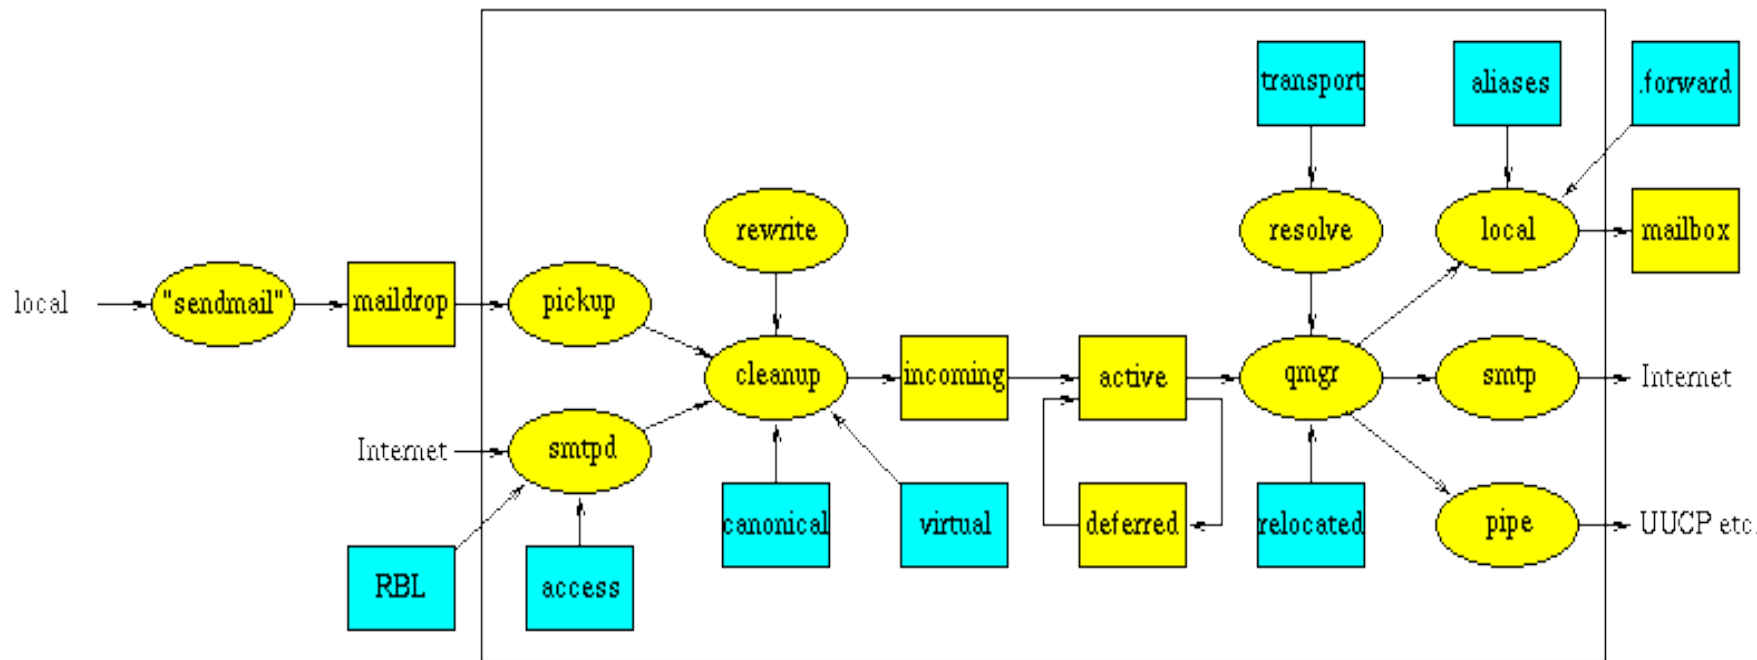 transport
aliases
.forward
rewrite
resolve
local
mailbox
local
"sendmail"
maildrop
pickup
cleanup
incoming
active
qmgr
smtp
Internet
Internet
smtpd
canonical
virtual
deferred
relocated
pipe
UUCP etc.
RBL
access